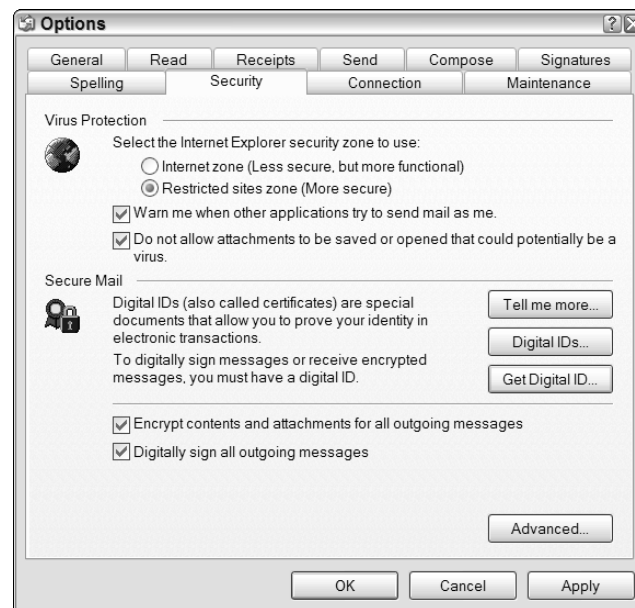 Options
General Read Receipts Send Compose Signatures
Spelling Security Connection Maintenance
Virus Protection
Select the Internet Explorer security zone to use:
Internet zone (Less secure, but more functional)
Restricted sites zone (More secure)
Warn me when other applications try to send mail as me.
Do not allow attachments to be saved or opened that could potentially be a
virus.
Secure Mail
Digital IDs (also called certificates) are special
documents that allow you to prove your identity in
electronic transactions.
Tell me more...
Digital IDs...
To digitally sign messages or receive encrypted
messages, you must have a digital ID.
Get Digital ID...
Encrypt contents and attachments for all outgoing messages
Digitally sign all outgoing messages
Advanced...
OK Cancel Apply